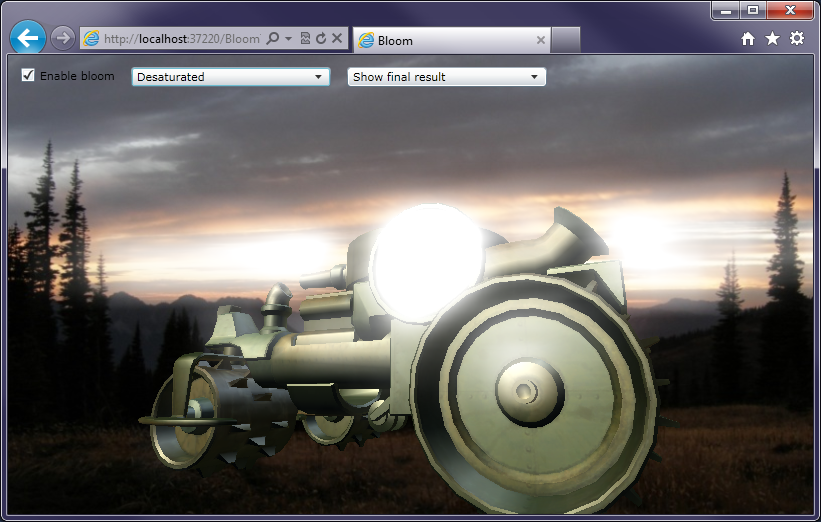 http://localhost:37220/Bloom
Bloom
Enable bloom
Desaturated
Show final result